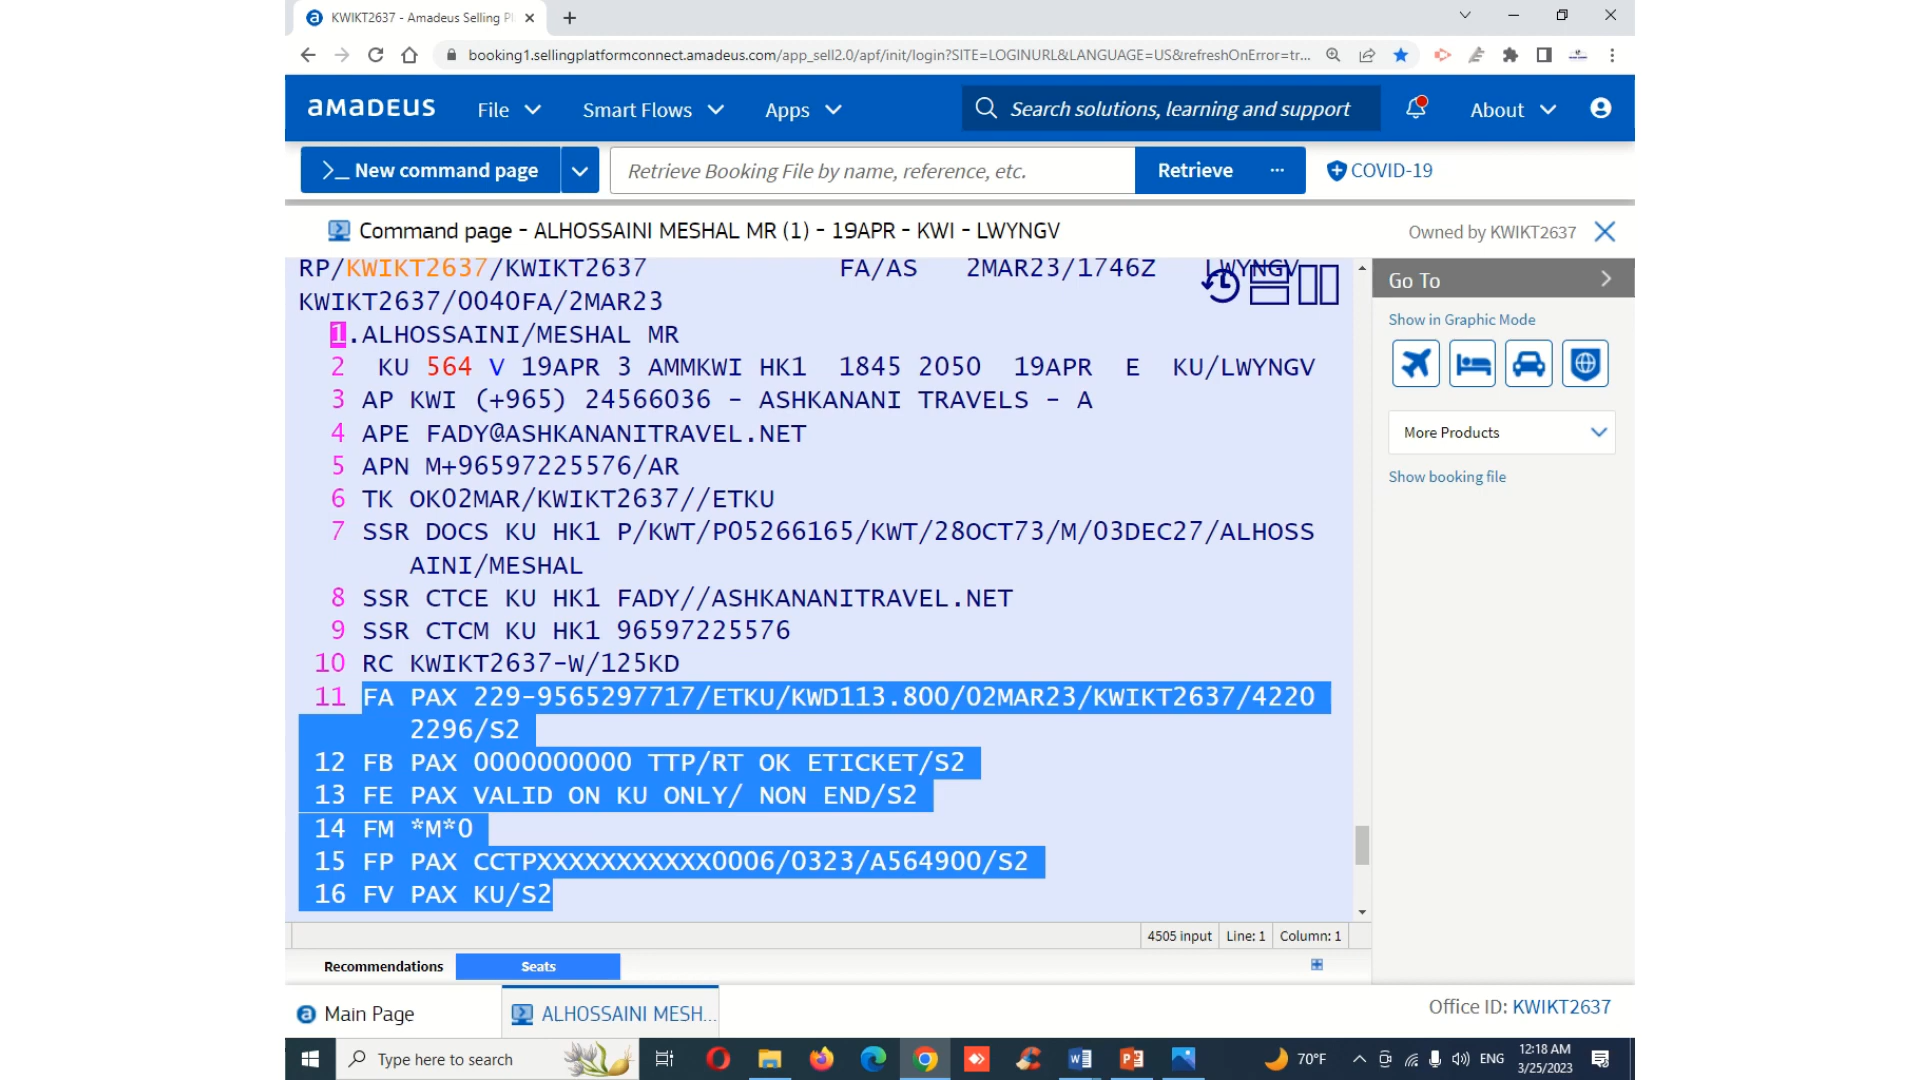 KWIKT2637 - Amadeus Selling Pl
booking1.sellingplatformconnect.amadeus.com/app_sell2.0/apf/init/login?SITE=LOGINURL&LANGUAGE=US&refreshOnError=tr...
amadeus File Smart Flows Apps Search solutions, learning and support About
>_ New command page Retrieve Booking File by name, reference, etc. Retrieve ... COVID-19
Command page - ALHOSSAINI MESHAL MR (1) - 19APR - KWI - LWYNGV Owned by KWIKT2637
RP/KWIKT2637/KWIKT2637 FA/AS 2MAR23/1746Z LWYNGV
KWIKT2637/0040FA/2MAR23
1.ALHOSSAINI/MESHAL MR
2 KU 564 V 19APR 3 AMMKWI HK1 1845 2050 19APR E KU/LWYNGV
3 AP KWI (+965) 24566036 - ASHKANANI TRAVELS - A
4 APE FADY@ASHKANANITRAVEL.NET
5 APN M+96597225576/AR
6 TK OK02MAR/KWIKT2637//ETKU
7 SSR DOCS KU HK1 P/KWT/P05266165/KWT/28OCT73/M/03DEC27/ALHOSS
AINI/MESHAL
8 SSR CTCE KU HK1 FADY//ASHKANANITRAVEL.NET
9 SSR CTCM KU HK1 96597225576
10 RC KWIKT2637-W/125KD
11 FA PAX 229-9565297717/ETKU/KWD113.800/02MAR23/KWIKT2637/4220
2296/S2
12 FB PAX 0000000000 TTP/RT OK ETICKET/S2
13 FE PAX VALID ON KU ONLY/ NON END/S2
14 FM *M*0
15 FP PAX CCTPXXXXXXXXXXX0006/0323/A564900/S2
16 FV PAX KU/S2
Go To
Show in Graphic Mode
More Products
Show booking file
4505 input Line: 1 Column: 1
Recommendations Seats
Main Page ALHOSSAINI MESH... Office ID: KWIKT2637
Type here to search 70°F ENG 12:18 AM
3/25/2023